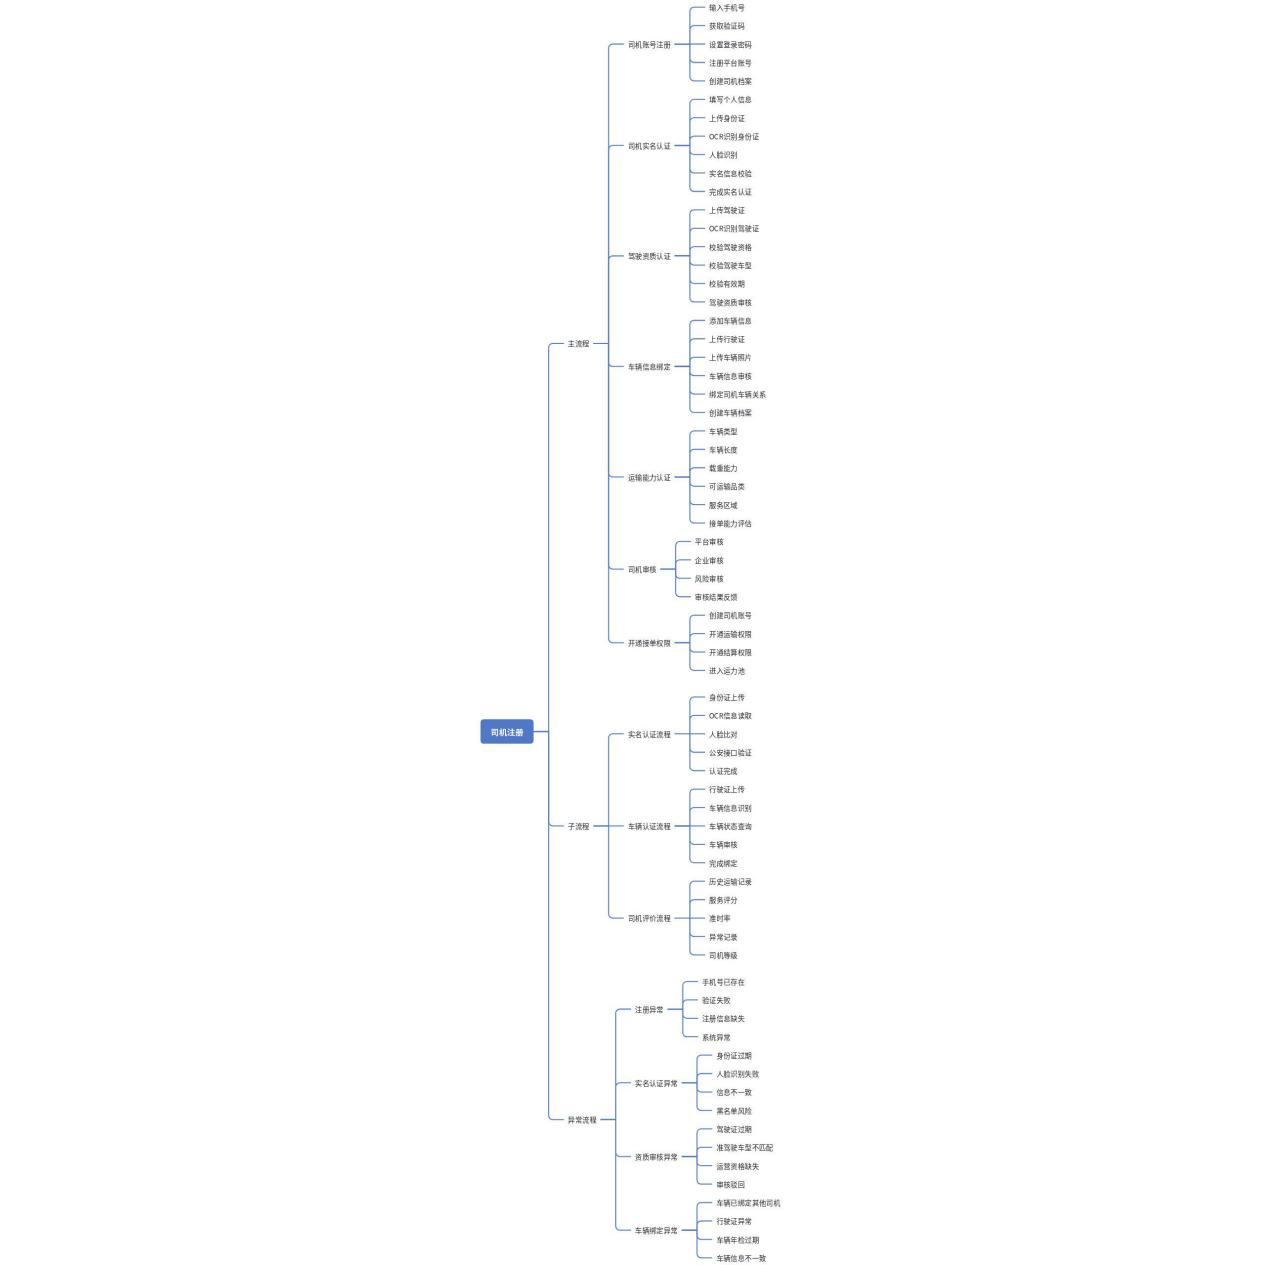 司机注册
主流程
司机账号注册
输入手机号
获取验证码
设置登录密码
注册平台账号
创建司机档案
司机实名认证
填写个人信息
上传身份证
OCR识别身份证
人脸识别
实名信息校验
完成实名认证
驾驶资质认证
上传驾驶证
OCR识别驾驶证
校验驾驶资格
校验驾驶车型
校验有效期
驾驶资质审核
车辆信息绑定
添加车辆信息
上传行驶证
上传车辆照片
车辆信息审核
绑定司机车辆关系
创建车辆档案
运输能力认证
车辆类型
车辆长度
载重能力
可运输品类
服务区域
接单能力评估
司机审核
平台审核
企业审核
风险审核
审核结果反馈
开通接单权限
创建司机账号
开通运输权限
开通结算权限
进入运力池
子流程
实名认证流程
身份证上传
OCR信息读取
人脸比对
公安接口验证
认证完成
车辆认证流程
行驶证上传
车辆信息识别
车辆状态查询
车辆审核
完成绑定
司机评价流程
历史运输记录
服务评分
准时率
异常记录
司机等级
异常流程
注册异常
手机号已存在
验证失败
注册信息缺失
系统异常
实名认证异常
身份证过期
人脸识别失败
信息不一致
黑名单风险
资质审核异常
驾驶证过期
准驾驶车型不匹配
运营资格缺失
审核驳回
车辆绑定异常
车辆已绑定其他司机
行驶证异常
车辆年检过期
车辆信息不一致